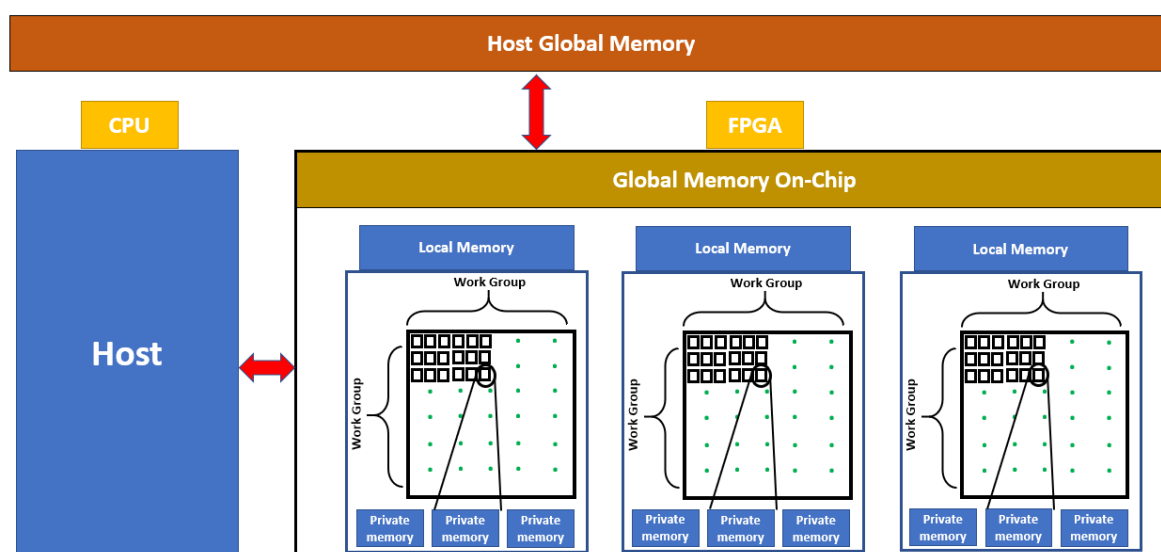 Host Global Memory
CPU
FPGA
Host
Global Memory On-Chip
Local Memory
Work Group
Work Group
Private
memory
Private
memory
Private
memory
Local Memory
Work Group
Work Group
Private
memory
Private
memory
Private
memory
Local Memory
Work Group
Work Group
Private
memory
Private
memory
Private
memory